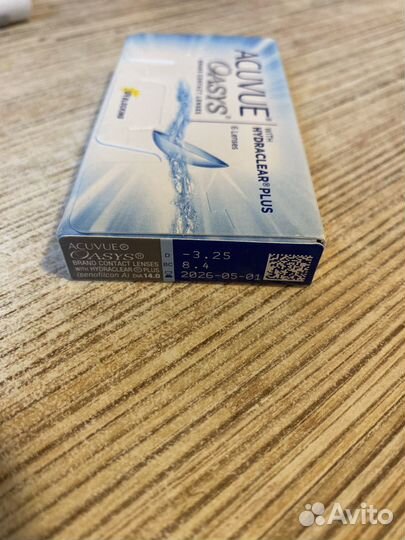 ACUVUE®
OASYS®
BRAND CONTACT LENSES
WITH
HYDRACLEAR® PLUS
6 LENSES
ACUVUE®
OASYS®
BRAND CONTACT LENSES
WITH HYDRACLEAR® PLUS
(senofilcon A) DIA 14.0
D -3.25
BC 8.4
2026-05-01
Avito